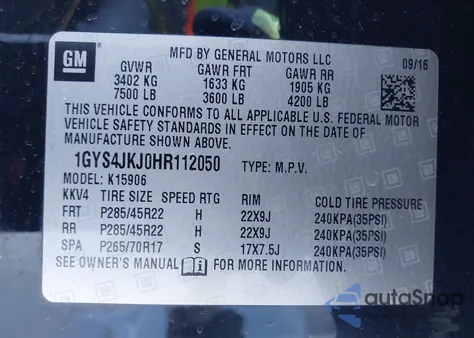 GM
MFD BY GENERAL MOTORS LLC
GVWR GAWR FRT GAWR RR 09/16
3402 KG 1633 KG 1905 KG
7500 LB 3600 LB 4200 LB
THIS VEHICLE CONFORMS TO ALL APPLICABLE U.S. FEDERAL MOTOR
VEHICLE SAFETY STANDARDS IN EFFECT ON THE DATE OF
MANUFACTURE SHOWN ABOVE.
1GYS4JKJ0HR112050 TYPE: M.P.V.
MODEL: K15906
KKV4 TIRE SIZE SPEED RTG RIM COLD TIRE PRESSURE
FRT P285/45R22 H 22X9J 240KPA(35PSI)
RR P285/45R22 H 22X9J 240KPA(35PSI)
SPA P265/70R17 S 17X7.5J 240KPA(35PSI)
SEE OWNER'S MANUAL FOR MORE INFORMATION
autoSnap